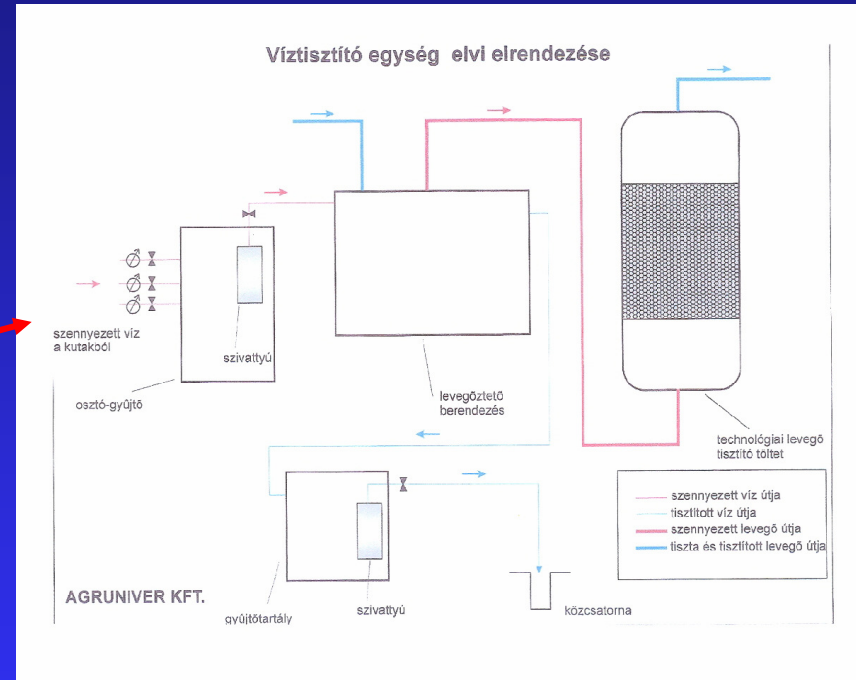 Víztisztító egység elvi elrendezése
szennyezett víz
a kutakból
szivattyú
osztó-gyűjtő
levegőztető
berendezés
technológiai levegő
tisztító töltet
szennyezett víz útja
tisztított víz útja
szennyezett levegő útja
tiszta és tisztított levegő útja
AGRUNIVER KFT.
gyűjtőtartály
szivattyú
közcsatorna